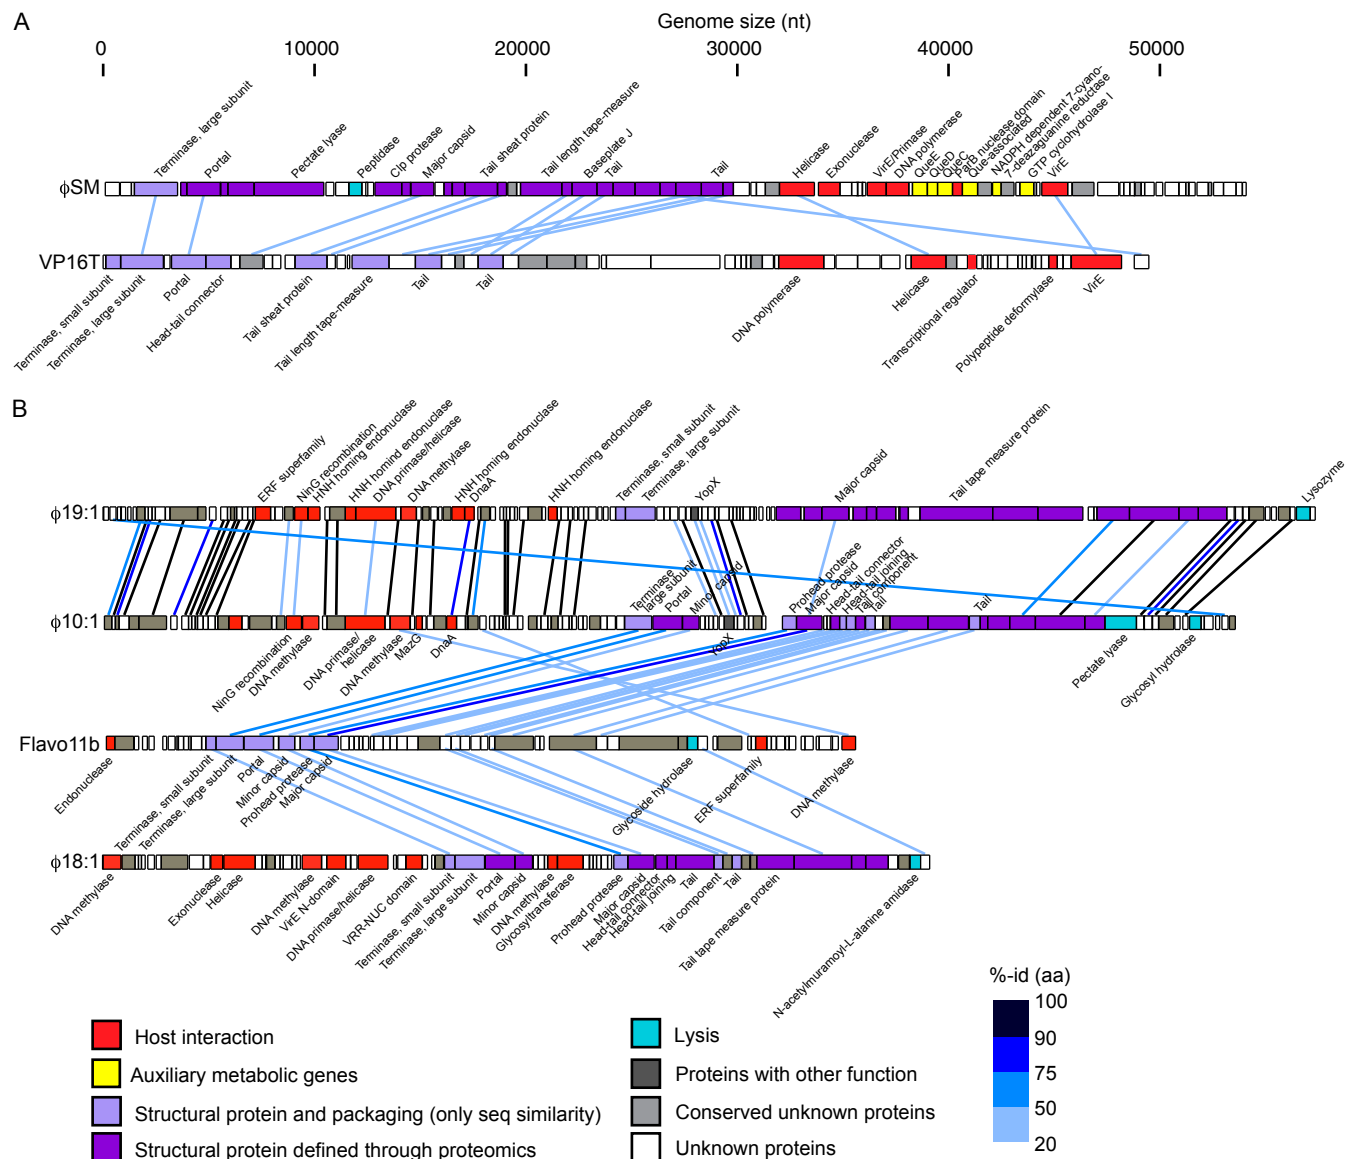 A
Genome size (nt)
0 10000 20000 30000 40000 50000
Terminase, large subunit
Portal
Pectate lyase
Peptidase
Clp protease
Major capsid
Tail sheat protein
Tail length tape-measure
Baseplate J
Tail
Tail
Helicase
Exonuclease
VirE/Primase
DNA polymerase
QueE
QueD
QueC
ParB nuclease domain
Que-associated
NADPH dependent 7-cyano-
7-deazaguanine reductase
GTP cyclohydrolase I
VirE
ϕSM
VP16T
Terminase, small subunit
Terminase, large subunit
Portal
Head-tail connector
Tail sheat protein
Tail length tape-measure
Tail
Tail
DNA polymerase
Helicase
Transcriptional regulator
Polypeptide deformylase
VirE
B
ERF superfamily
NinG recombination
HNH homing endonuclease
HNH homind endonuclease
DNA primase/helicase
DNA methylase
HNH homing endonuclease
DnaA
HNH homing endonuclease
Terminase, small subunit
Terminase, large subunit
YopX
Major capsid
Tail tape measure protein
Lysozyme
ϕ19:1
Terminase
large subunit
Portal
Minor capsid
Prohead protease
Major capsid
Head-tail connector
Head-tail joining
Tail component
Tail
Tail
ϕ10:1
NinG recombination
DNA methylase
DNA primase/
helicase
DNA methylase
MazG
DnaA
YopX
Pectate lyase
Glycosyl hydrolase
Flavo11b
Endonuclease
Terminase, small subunit
Terminase, large subunit
Portal
Minor capsid
Prohead protease
Major capsid
Glycoside hydrolase
ERF superfamily
DNA methylase
ϕ18:1
DNA methylase
Exonuclease
Helicase
DNA methylase
VirE N-domain
DNA primase/helicase
VRR-NUC domain
Terminase, small subunit
Terminase, large subunit
Portal
Minor capsid
DNA methylase
Glycosyltransferase
Prohead protease
Major capsid
Head-tail connector
Head-tail joining
Tail
Tail component
Tail
Tail tape measure protein
N-acetylmuramoyl-L-alanine amidase
%-id (aa)
100
90
75
50
20
Host interaction
Auxiliary metabolic genes
Structural protein and packaging (only seq similarity)
Structural protein defined through proteomics
Lysis
Proteins with other function
Conserved unknown proteins
Unknown proteins